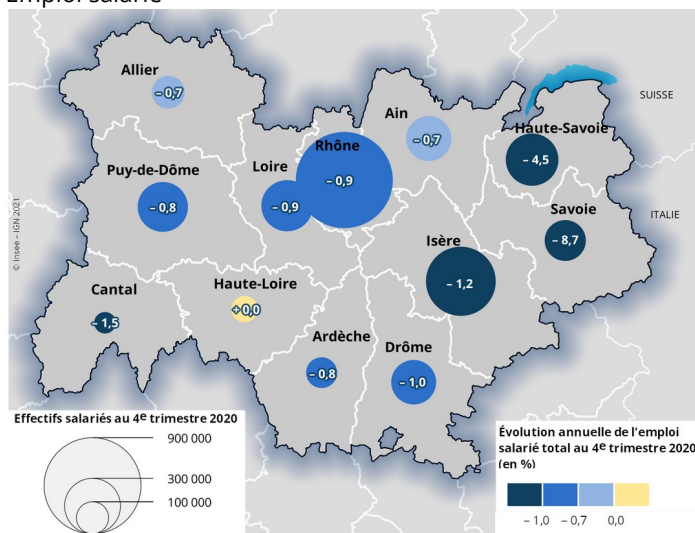 Emploi salarié
Allier
– 0,7
Ain
– 0,7
SUISSE
Haute-Savoie
– 4,5
Rhône
– 0,9
Puy-de-Dôme
– 0,8
Loire
– 0,9
Savoie
– 8,7
ITALIE
Isère
– 1,2
Cantal
– 1,5
Haute-Loire
+ 0,0
Ardèche
– 0,8
Drôme
– 1,0
© Insee – IGN 2021
Effectifs salariés au 4e trimestre 2020
900 000
300 000
100 000
Évolution annuelle de l'emploi
salarié total au 4e trimestre 2020
(en %)
– 1,0 – 0,7 0,0